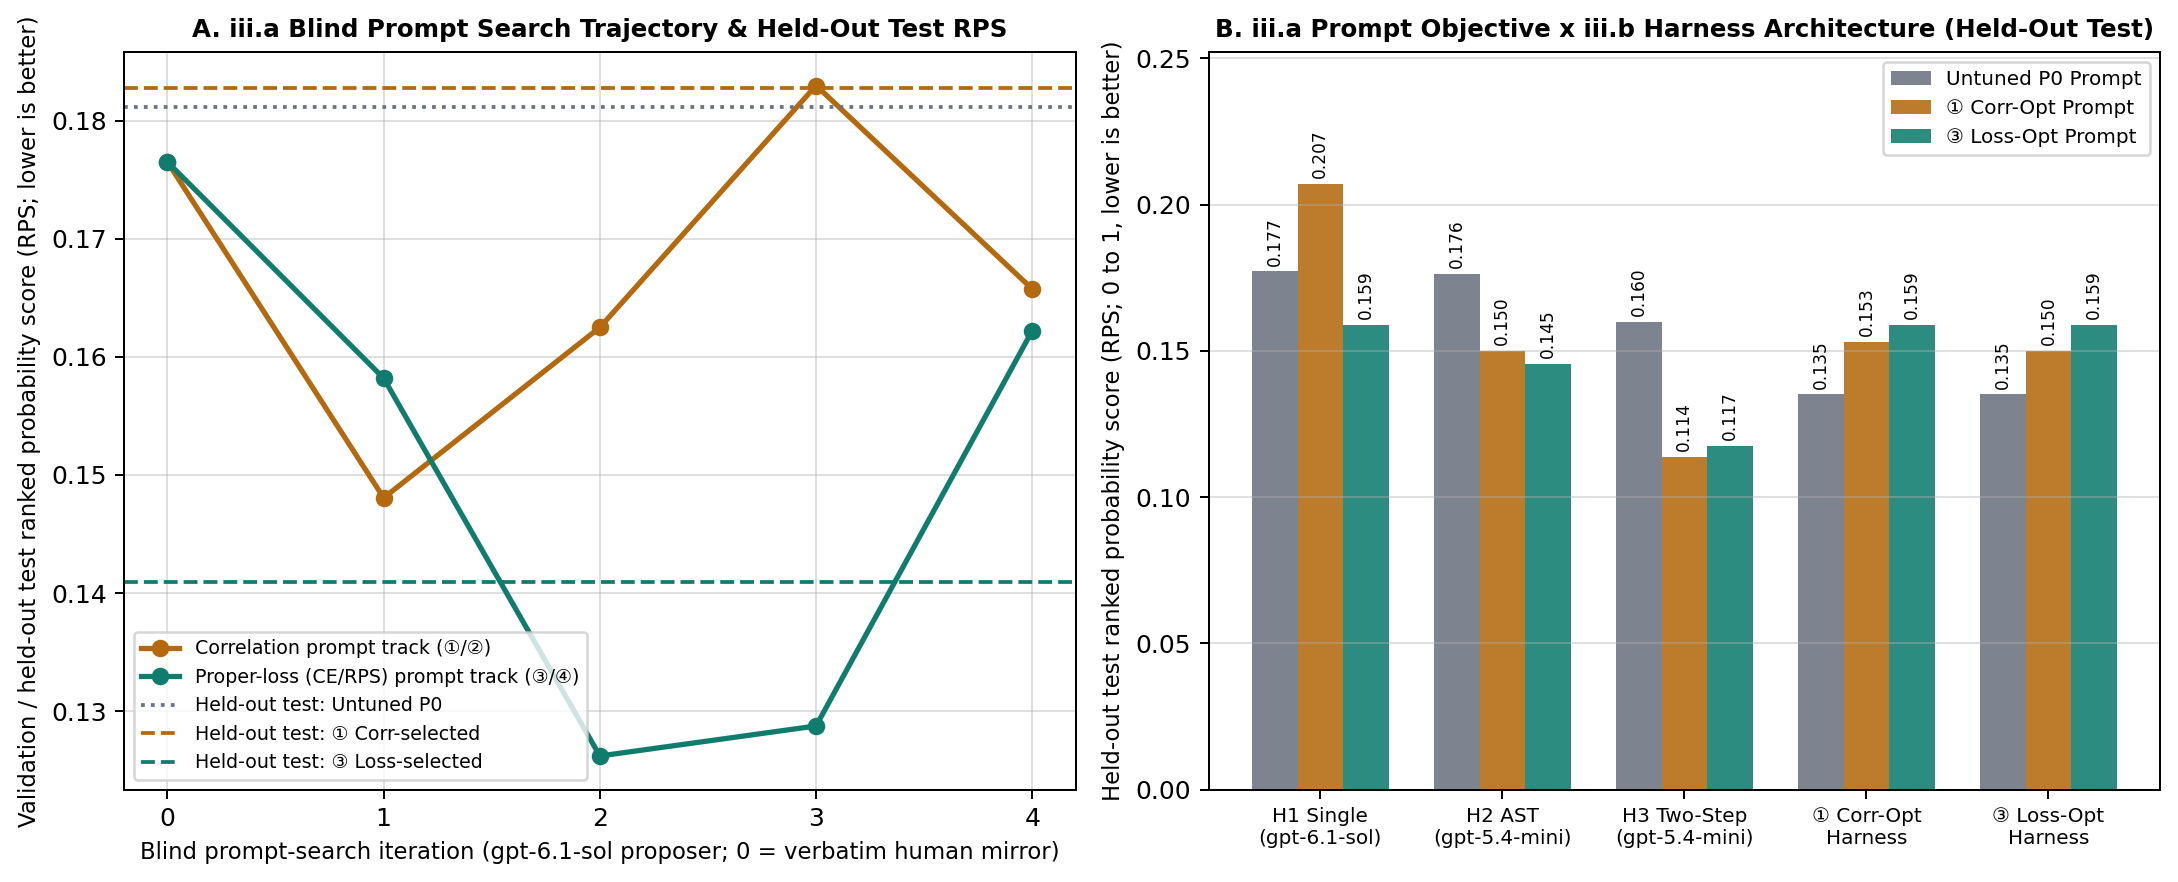 A. iii.a Blind Prompt Search Trajectory & Held-Out Test RPS
Validation / held-out test ranked probability score (RPS; lower is better)
0.18
0.17
0.16
0.15
0.14
0.13
Correlation prompt track (①/②)
Proper-loss (CE/RPS) prompt track (③/④)
Held-out test: Untuned P0
Held-out test: ① Corr-selected
Held-out test: ③ Loss-selected
0 1 2 3 4
Blind prompt-search iteration (gpt-6.1-sol proposer; 0 = verbatim human mirror)
B. iii.a Prompt Objective x iii.b Harness Architecture (Held-Out Test)
Held-out test ranked probability score (RPS; 0 to 1, lower is better)
0.25
0.20
0.15
0.10
0.05
0.00
Untuned P0 Prompt
① Corr-Opt Prompt
③ Loss-Opt Prompt
0.177 0.207 0.159
0.176 0.150 0.145
0.160 0.114 0.117
0.135 0.153 0.159
0.135 0.150 0.159
H1 Single
(gpt-6.1-sol)
H2 AST
(gpt-5.4-mini)
H3 Two-Step
(gpt-5.4-mini)
① Corr-Opt
Harness
③ Loss-Opt
Harness